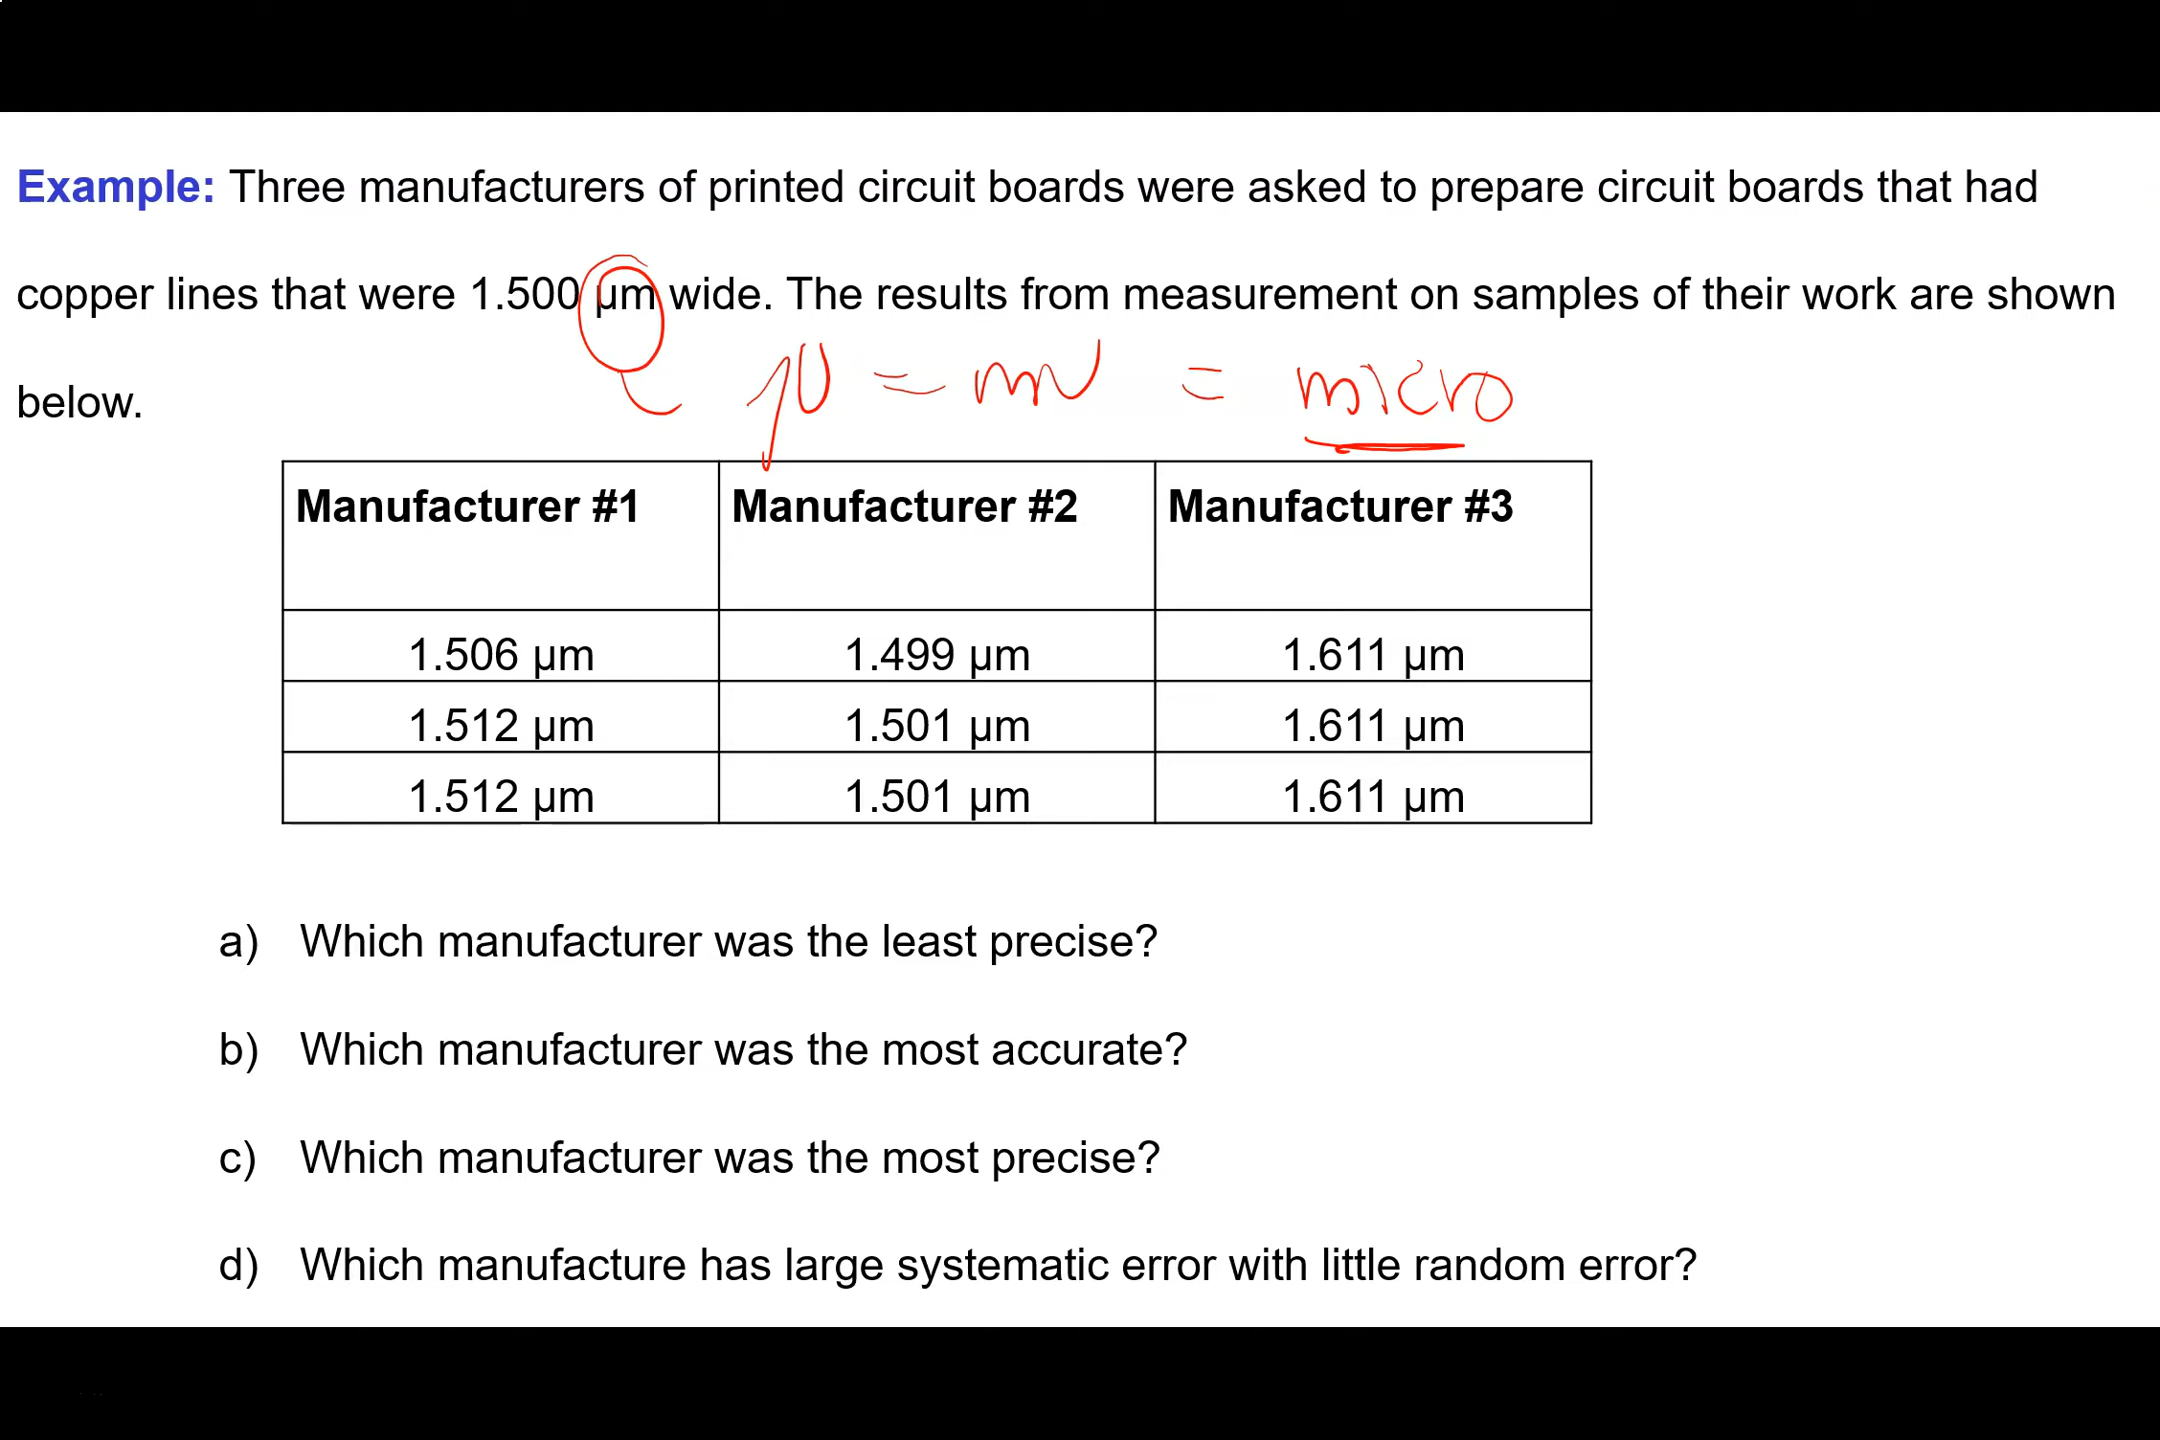 Example: Three manufacturers of printed circuit boards were asked to prepare circuit boards that had
copper lines that were 1.500 µm wide. The results from measurement on samples of their work are shown
below.
µ = mu = micro
Manufacturer #1 Manufacturer #2 Manufacturer #3
1.506 µm 1.499 µm 1.611 µm
1.512 µm 1.501 µm 1.611 µm
1.512 µm 1.501 µm 1.611 µm
a) Which manufacturer was the least precise?
b) Which manufacturer was the most accurate?
c) Which manufacturer was the most precise?
d) Which manufacture has large systematic error with little random error?